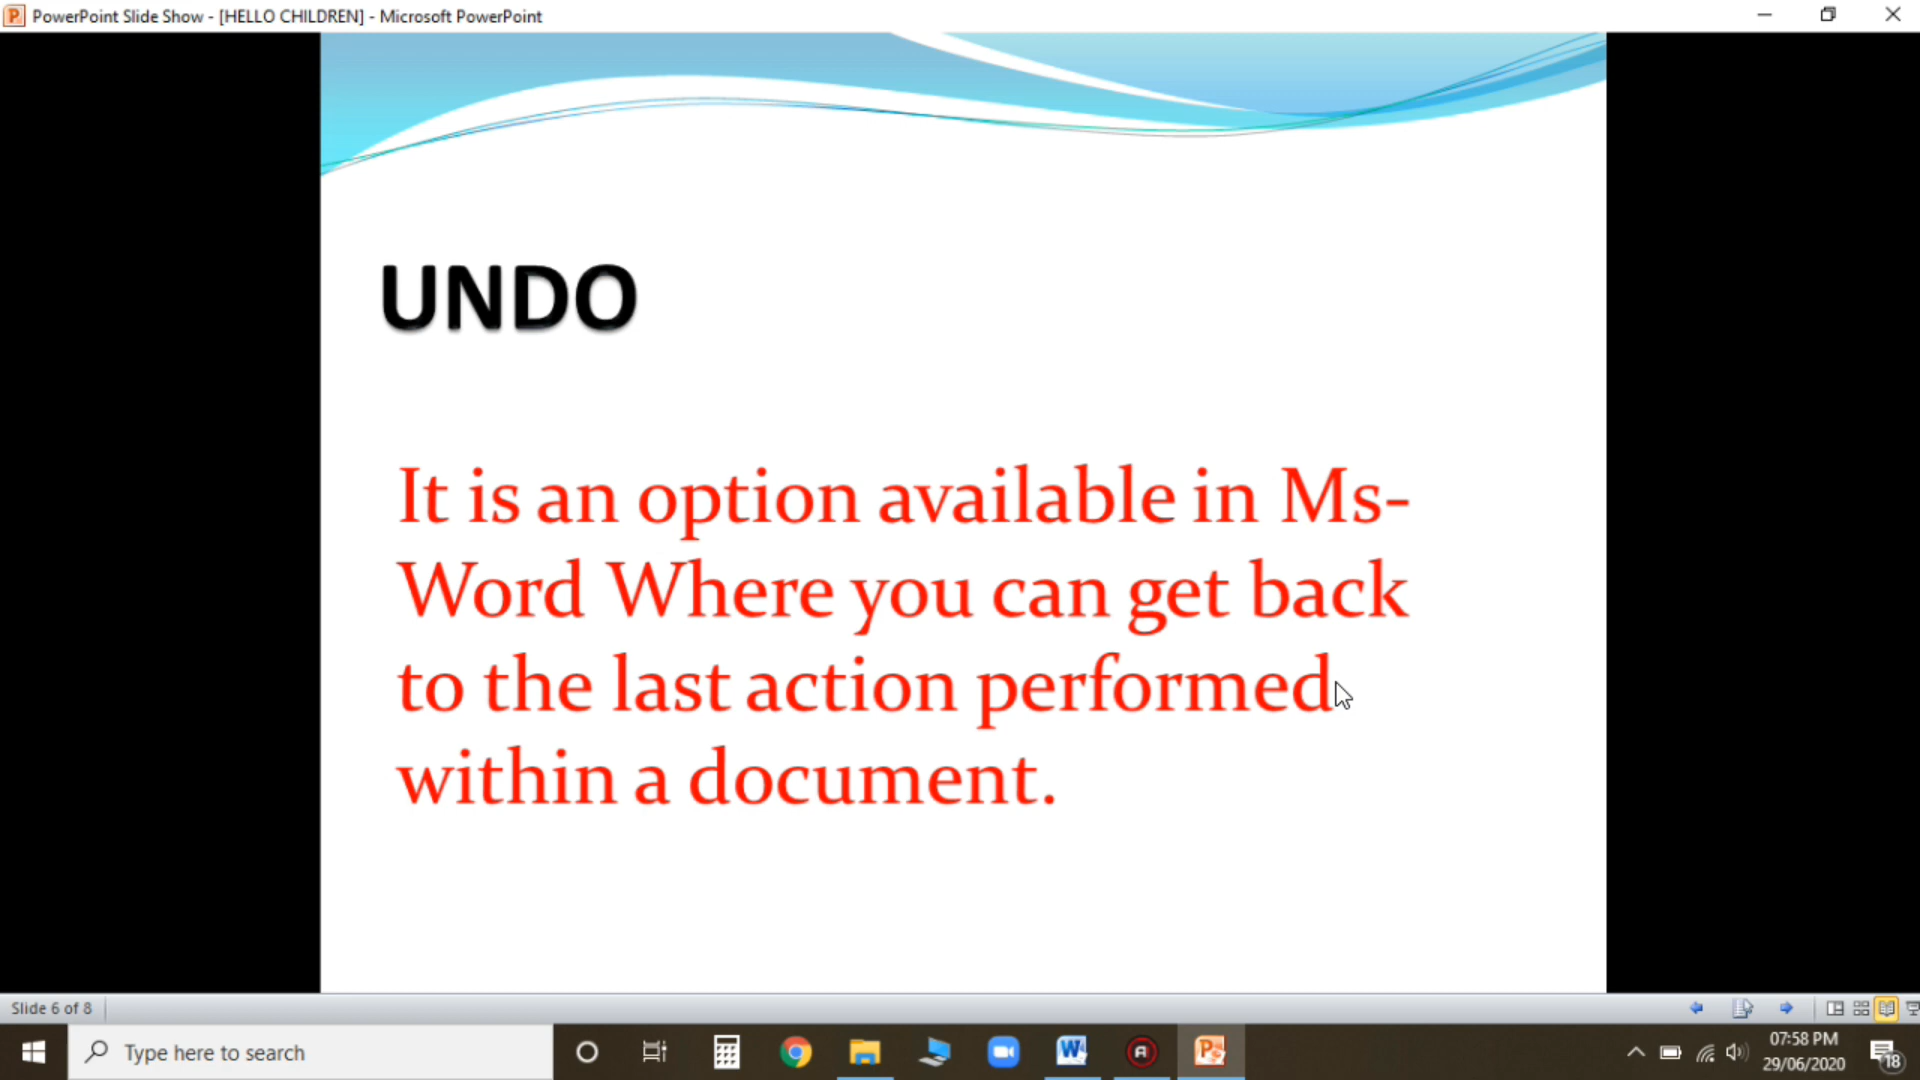 PowerPoint Slide Show - [HELLO CHILDREN] - Microsoft PowerPoint
UNDO
It is an option available in Ms-
Word Where you can get back
to the last action performed
within a document.
Slide 6 of 8
Type here to search
07:58 PM
29/06/2020
18